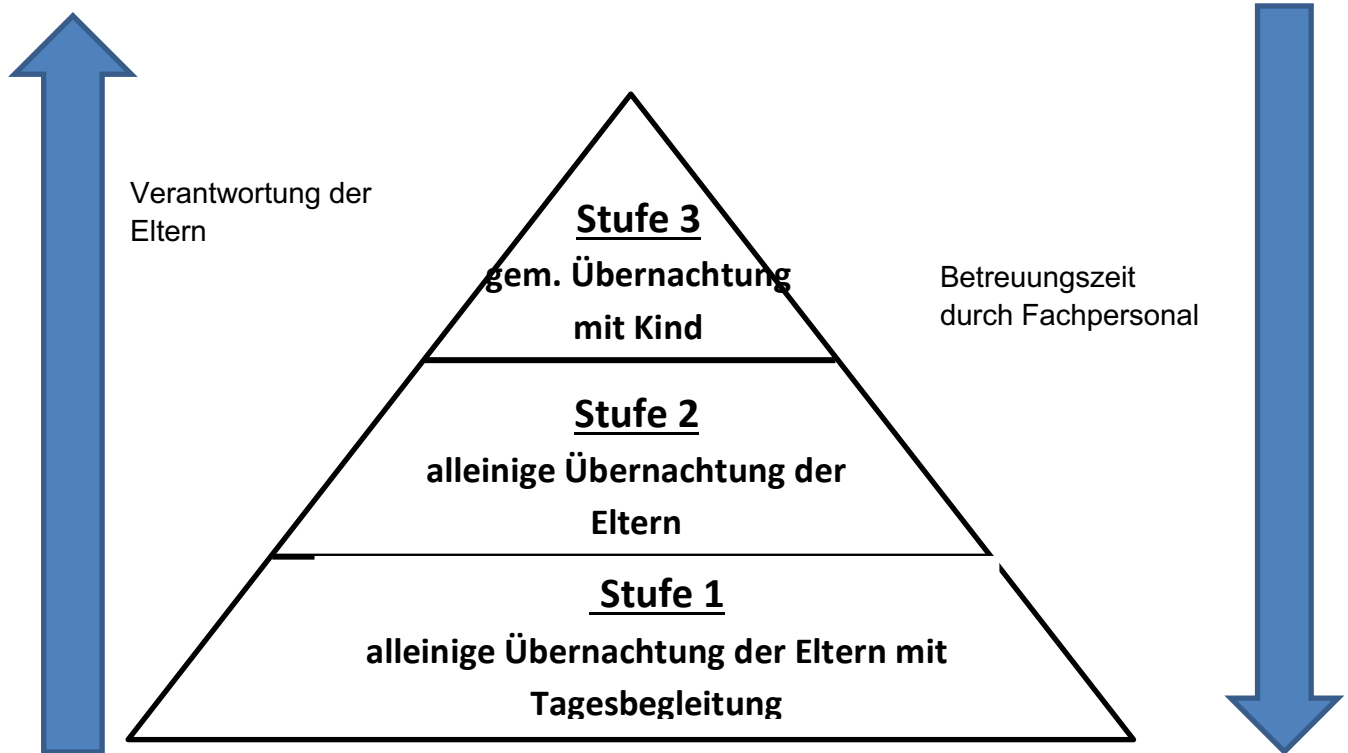 Verantwortung der
Eltern
Stufe 3
gem. Übernachtung
mit Kind
Betreuungszeit
durch Fachpersonal
Stufe 2
alleinige Übernachtung der
Eltern
Stufe 1
alleinige Übernachtung der Eltern mit
Tagesbegleitung